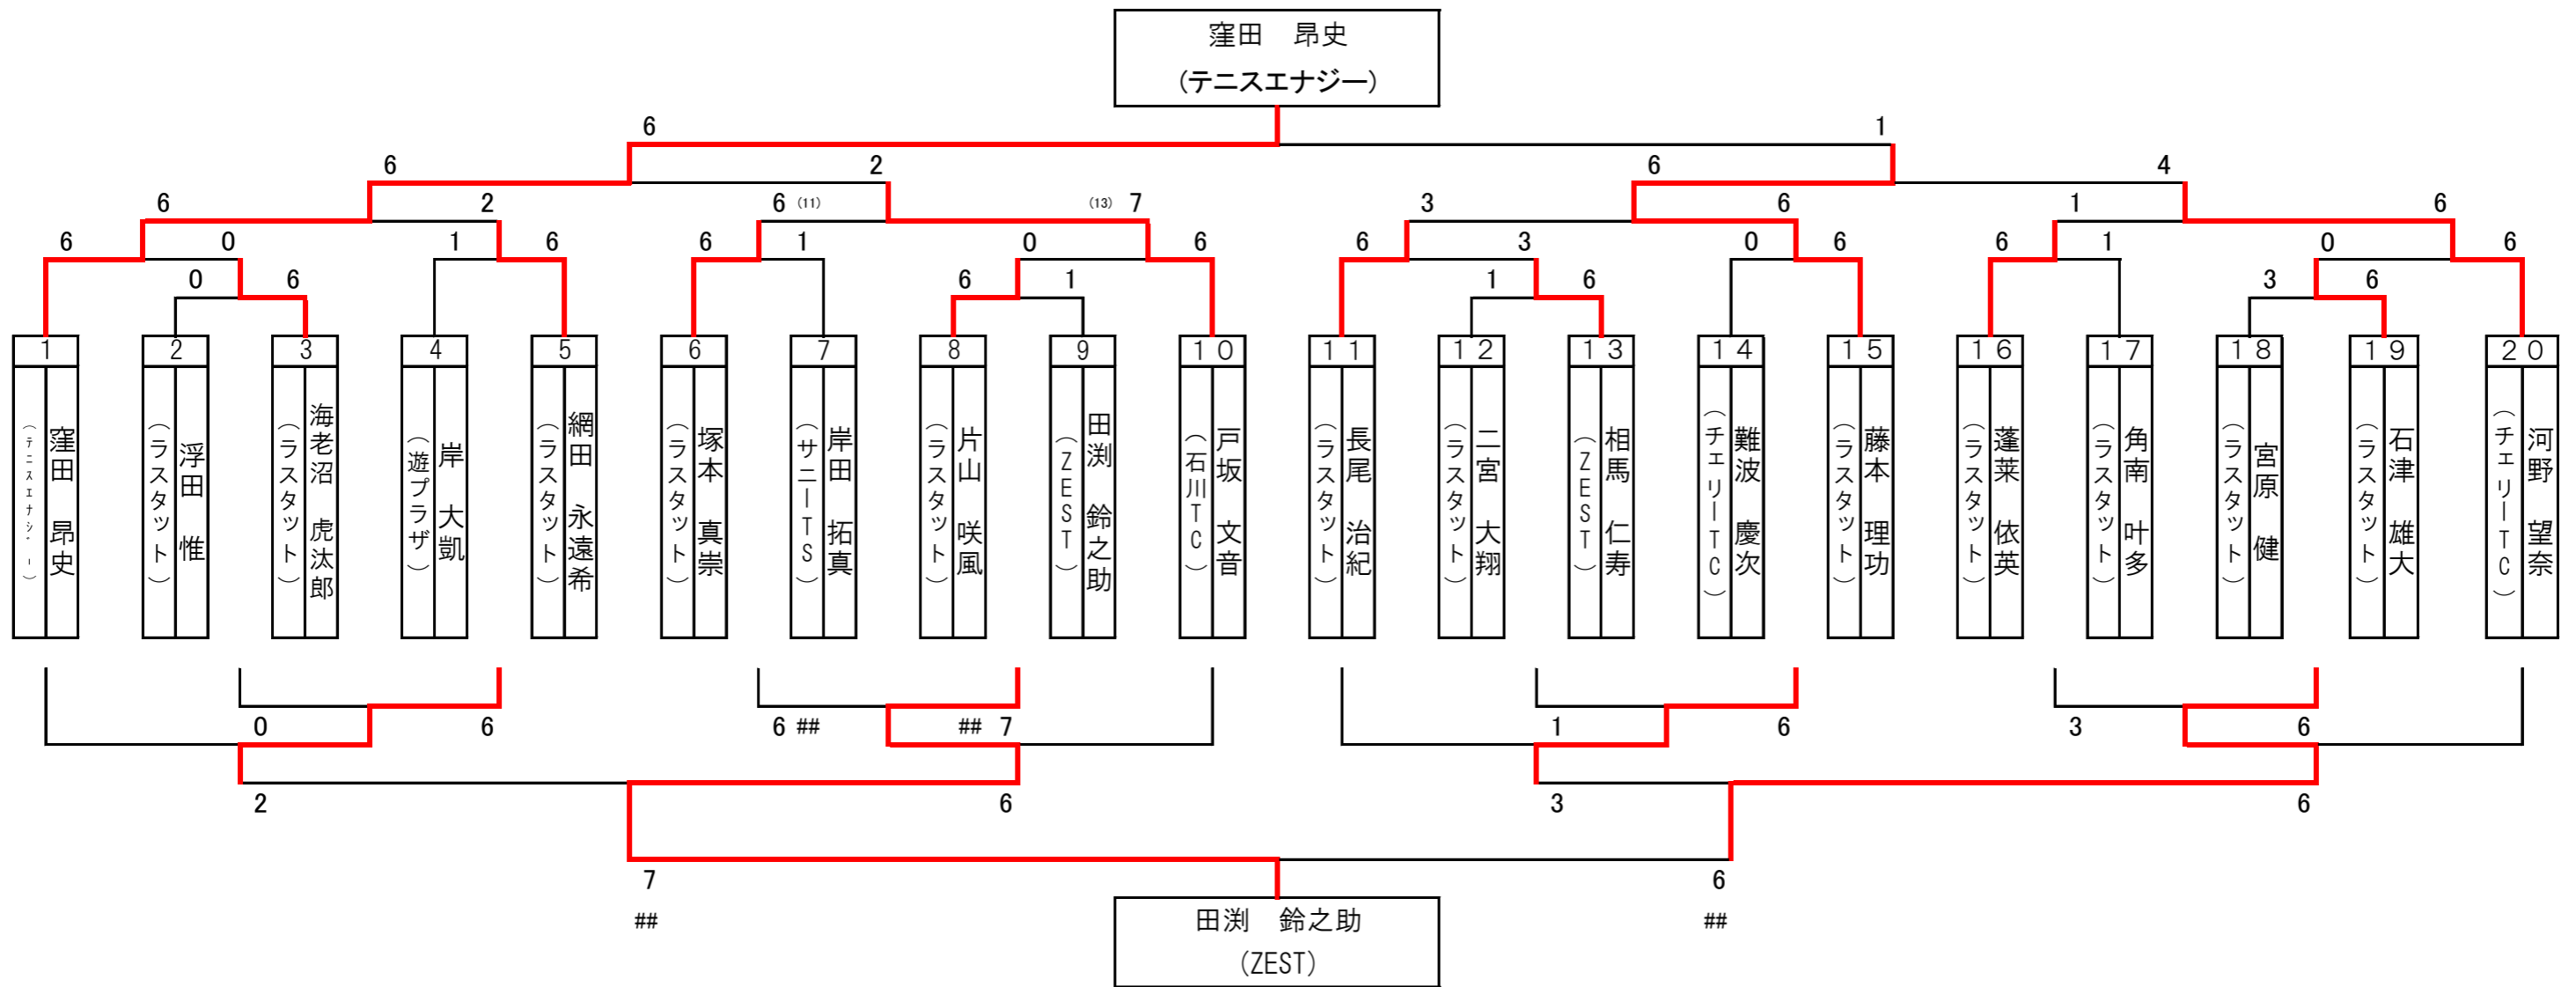 窪田　昂史
(テニスエナジー)
6 1
6 2 6 4
6 2 6 (11) (13) 7 3 6 1 6
6 0 1 6 6 1 0 6 6 3 0 6 6 1 0 6
0 6 6 1 1 6 3 6
1 2 3 4 5 6 7 8 9 10 11 12 13 14 15 16 17 18 19 20
窪田　昂史
(テニスエナジー)
浮田　惟
(ラスタット)
海老沼　虎汰郎
(ラスタット)
岸　大凱
(遊プラザ)
網田　永遠希
(ラスタット)
塚本　真崇
(ラスタット)
岸田　拓真
(サニーTS)
片山　咲風
(ラスタット)
田渕　鈴之助
(ZEST)
戸坂　文音
(石川TC)
長尾　治紀
(ラスタット)
二宮　大翔
(ラスタット)
相馬　仁寿
(ZEST)
難波　慶次
(チェリーTC)
藤本　理功
(ラスタット)
蓬莱　依英
(ラスタット)
角南　叶多
(ラスタット)
宮原　健
(ラスタット)
石津　雄大
(ラスタット)
河野　望奈
(チェリーTC)
0 6 6 ## ## 7 1 6 3 6
2 6 3 6
7 6
## ##
田渕　鈴之助
(ZEST)